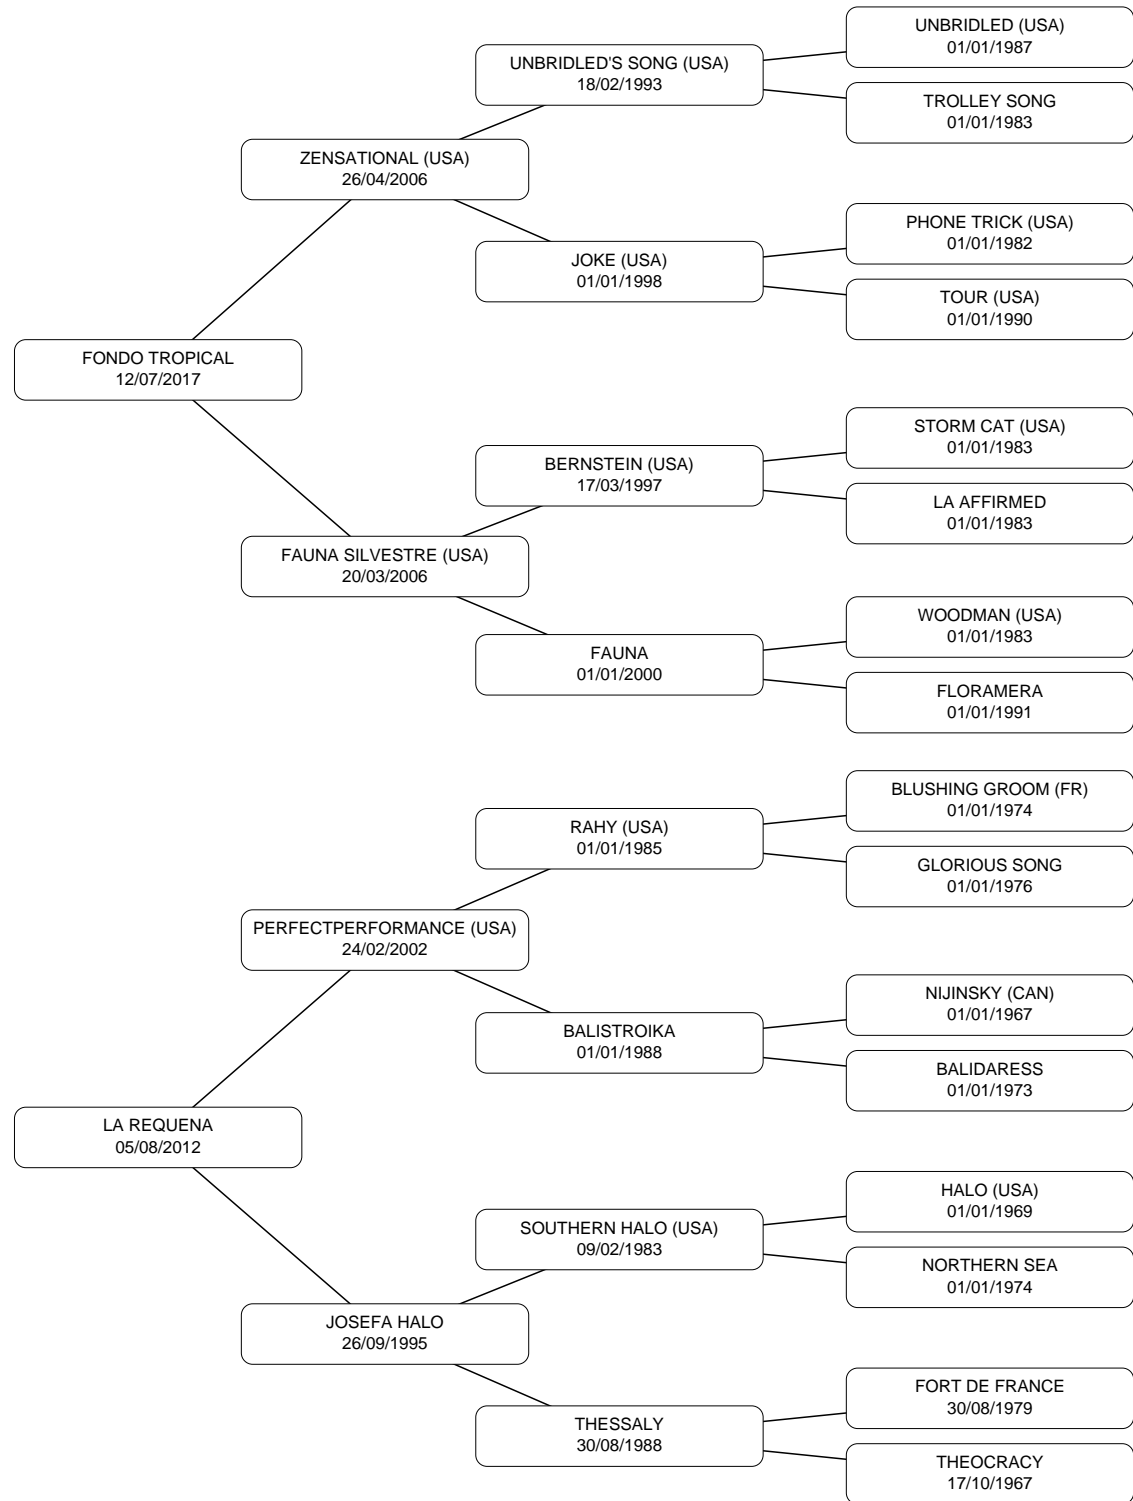 UNBRIDLED (USA)
01/01/1987
UNBRIDLED'S SONG (USA)
18/02/1993
TROLLEY SONG
01/01/1983
ZENSATIONAL (USA)
26/04/2006
PHONE TRICK (USA)
01/01/1982
JOKE (USA)
01/01/1998
TOUR (USA)
01/01/1990
FONDO TROPICAL
12/07/2017
STORM CAT (USA)
01/01/1983
BERNSTEIN (USA)
17/03/1997
LA AFFIRMED
01/01/1983
FAUNA SILVESTRE (USA)
20/03/2006
WOODMAN (USA)
01/01/1983
FAUNA
01/01/2000
FLORAMERA
01/01/1991
BLUSHING GROOM (FR)
01/01/1974
RAHY (USA)
01/01/1985
GLORIOUS SONG
01/01/1976
PERFECTPERFORMANCE (USA)
24/02/2002
NIJINSKY (CAN)
01/01/1967
BALISTROIKA
01/01/1988
BALIDARESS
01/01/1973
LA REQUENA
05/08/2012
HALO (USA)
01/01/1969
SOUTHERN HALO (USA)
09/02/1983
NORTHERN SEA
01/01/1974
JOSEFA HALO
26/09/1995
FORT DE FRANCE
30/08/1979
THESSALY
30/08/1988
THEOCRACY
17/10/1967